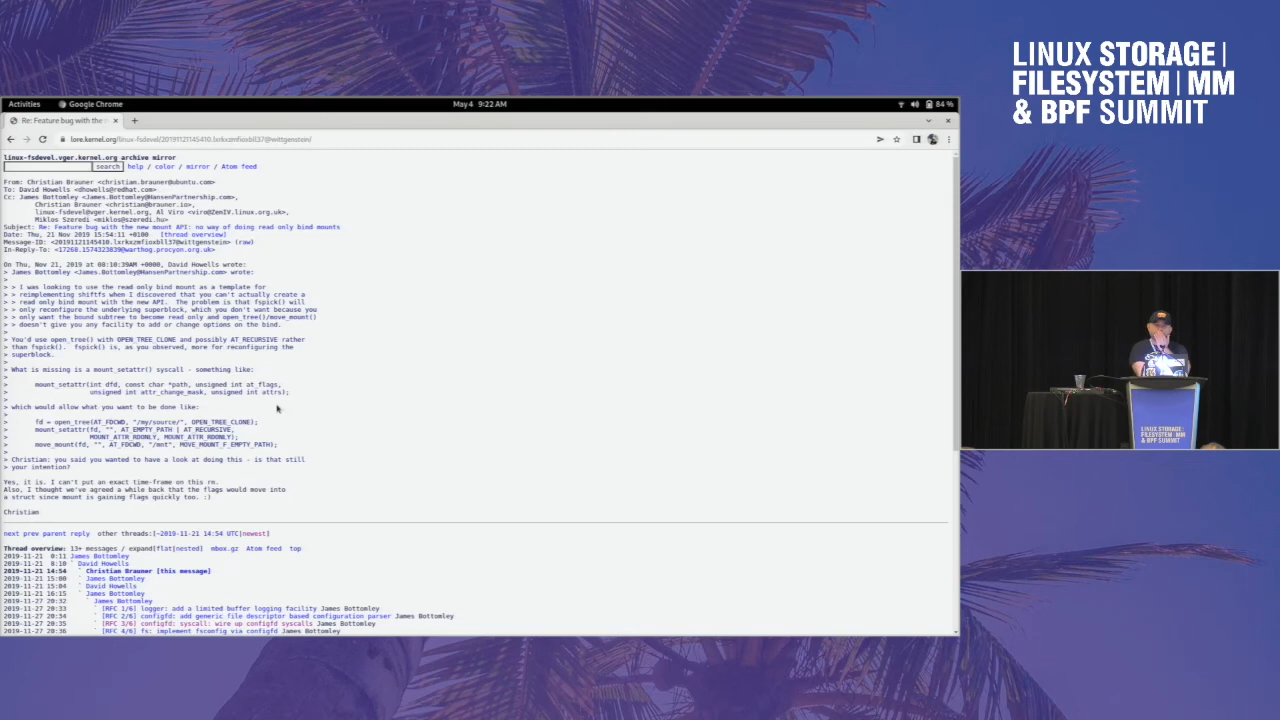 LINUX STORAGE |
FILESYSTEM | MM
& BPF SUMMIT
Activities Google Chrome May 4 9:22 AM 84 %
Re: Feature bug with the
lore.kernel.org/linux-fsdevel/20191121145410.lxrkxzmfioxbll37@wittgenstein/
linux-fsdevel.vger.kernel.org archive mirror
search help / color / mirror / Atom feed
From: Christian Brauner <christian.brauner@ubuntu.com>
To: David Howells <dhowells@redhat.com>
Cc: James Bottomley <James.Bottomley@HansenPartnership.com>,
Christian Brauner <christian@brauner.io>,
linux-fsdevel@vger.kernel.org, Al Viro <viro@ZenIV.linux.org.uk>,
Miklos Szeredi <miklos@szeredi.hu>
Subject: Re: Feature bug with the new mount API: no way of doing read only bind mounts
Date: Thu, 21 Nov 2019 15:54:11 +0100 [thread overview]
Message-ID: <20191121145410.lxrkxzmfioxbll37@wittgenstein> (raw)
In-Reply-To: <17268.1574323839@warthog.procyon.org.uk>
On Thu, Nov 21, 2019 at 08:10:39AM +0000, David Howells wrote:
> James Bottomley <James.Bottomley@HansenPartnership.com> wrote:
>
> > I was looking to use the read only bind mount as a template for
> > reimplementing shiftfs when I discovered that you can't actually create a
> > read only bind mount with the new API. The problem is that fspick() will
> > only reconfigure the underlying superblock, which you don't want because you
> > only want the bound subtree to become read only and open_tree()/move_mount()
> > doesn't give you any facility to add or change options on the bind.
>
> You'd use open_tree() with OPEN_TREE_CLONE and possibly AT_RECURSIVE rather
> than fspick(). fspick() is, as you observed, more for reconfiguring the
> superblock.
>
> What is missing is a mount_setattr() syscall - something like:
>
> mount_setattr(int dfd, const char *path, unsigned int at_flags,
> unsigned int attr_change_mask, unsigned int attrs);
>
> which would allow what you want to be done like:
>
> fd = open_tree(AT_FDCWD, "/my/source/", OPEN_TREE_CLONE);
> mount_setattr(fd, "", AT_EMPTY_PATH | AT_RECURSIVE,
> MOUNT_ATTR_RDONLY, MOUNT_ATTR_RDONLY);
> move_mount(fd, "", AT_FDCWD, "/mnt", MOVE_MOUNT_F_EMPTY_PATH);
>
> Christian: you said you wanted to have a look at doing this - is that still
> your intention?
Yes, it is. I can't put an exact time-frame on this rn.
Also, I thought we've agreed a while back that the flags would move into
a struct since mount is gaining flags quickly too. :)
Christian
next prev parent reply other threads:[~2019-11-21 14:54 UTC|newest]
Thread overview: 13+ messages / expand[flat|nested] mbox.gz Atom feed top
2019-11-21 0:11 James Bottomley
2019-11-21 8:10 ` David Howells
2019-11-21 14:54 ` Christian Brauner [this message]
2019-11-21 15:00 ` James Bottomley
2019-11-21 15:04 ` David Howells
2019-11-21 16:15 ` James Bottomley
2019-11-27 20:32 ` James Bottomley
2019-11-27 20:33 ` [RFC 1/6] logger: add a limited buffer logging facility James Bottomley
2019-11-27 20:34 ` [RFC 2/6] configfd: add generic file descriptor based configuration parser James Bottomley
2019-11-27 20:35 ` [RFC 3/6] configfd: syscall: wire up configfd syscalls James Bottomley
2019-11-27 20:36 ` [RFC 4/6] fs: implement fsconfig via configfd James Bottomley
LINUX STORAGE |
FILESYSTEM | MM
& BPF SUMMIT